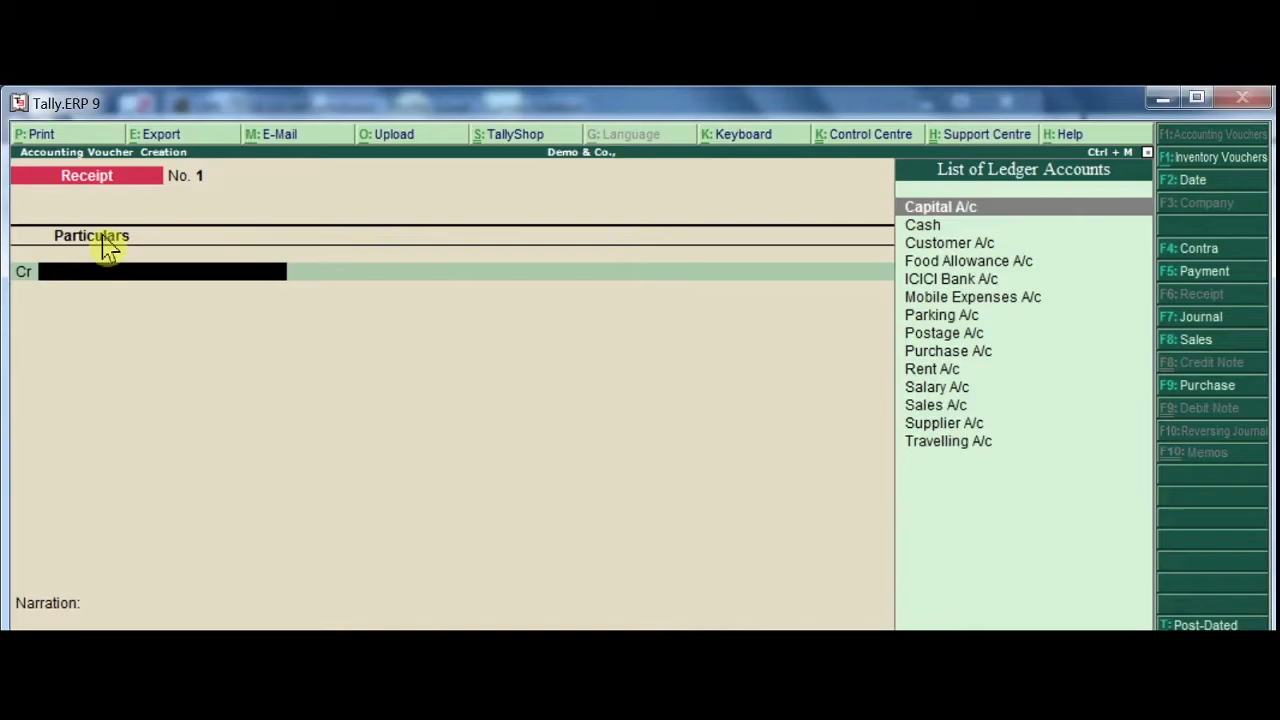 Tally.ERP 9
P: Print E: Export M: E-Mail O: Upload S: TallyShop G: Language K: Keyboard K: Control Centre H: Support Centre H: Help
Accounting Voucher Creation Demo & Co., Ctrl + M
Receipt No. 1
Particulars
Cr
Narration:
List of Ledger Accounts
Capital A/c
Cash
Customer A/c
Food Allowance A/c
ICICI Bank A/c
Mobile Expenses A/c
Parking A/c
Postage A/c
Purchase A/c
Rent A/c
Salary A/c
Sales A/c
Supplier A/c
Travelling A/c
F1: Accounting Vouchers
F1: Inventory Vouchers
F2: Date
F3: Company
F4: Contra
F5: Payment
F6: Receipt
F7: Journal
F8: Sales
F8: Credit Note
F9: Purchase
F9: Debit Note
F10: Reversing Journal
F10: Memos
T: Post-Dated